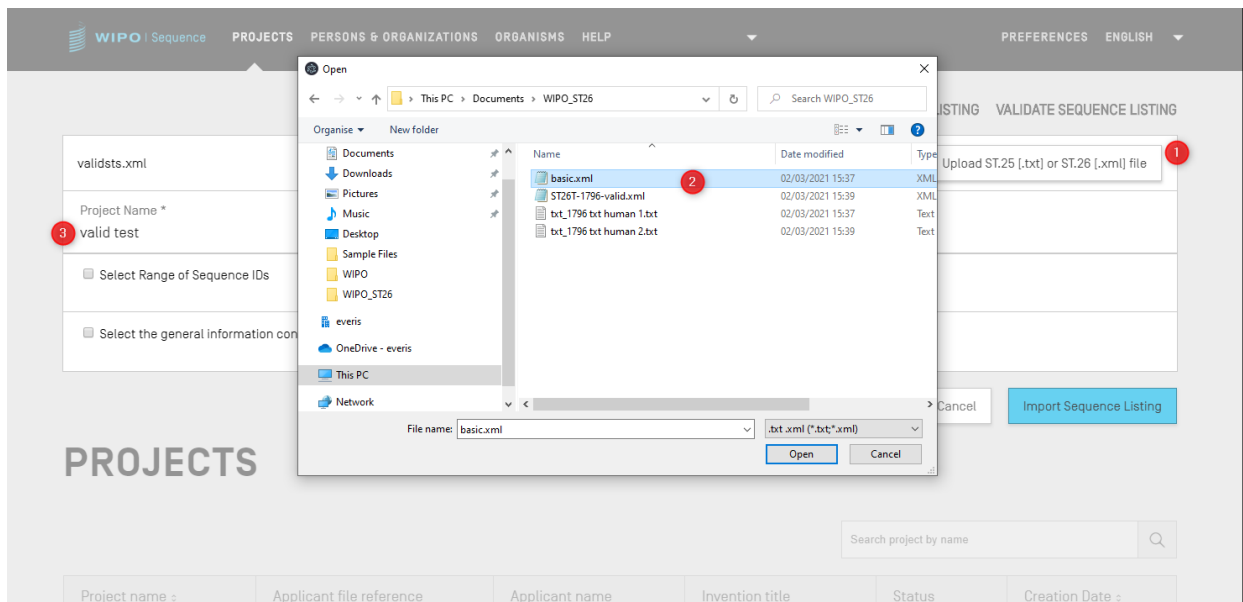 WIPO | Sequence PROJECTS PERSONS & ORGANIZATIONS ORGANISMS HELP PREFERENCES ENGLISH
Open
This PC > Documents > WIPO_ST26
Search WIPO_ST26
Organise New folder
Documents
Downloads
Pictures
Music
Desktop
Sample Files
WIPO
WIPO_ST26
everis
OneDrive - everis
This PC
Network
Name Date modified Type
basic.xml 02/03/2021 15:37 XML
ST26T-1796-valid.xml 02/03/2021 15:39 XML
txt_1796 txt human 1.txt 02/03/2021 15:37 Text
txt_1796 txt human 2.txt 02/03/2021 15:39 Text
2
File name: basic.xml .txt .xml (*.txt;*.xml)
Open Cancel
ISTING VALIDATE SEQUENCE LISTING
validsts.xml
Upload ST.25 [.txt] or ST.26 [.xml] file
1
Project Name *
3 valid test
Select Range of Sequence IDs
Select the general information con
Cancel Import Sequence Listing
PROJECTS
Search project by name
Project name Applicant file reference Applicant name Invention title Status Creation Date